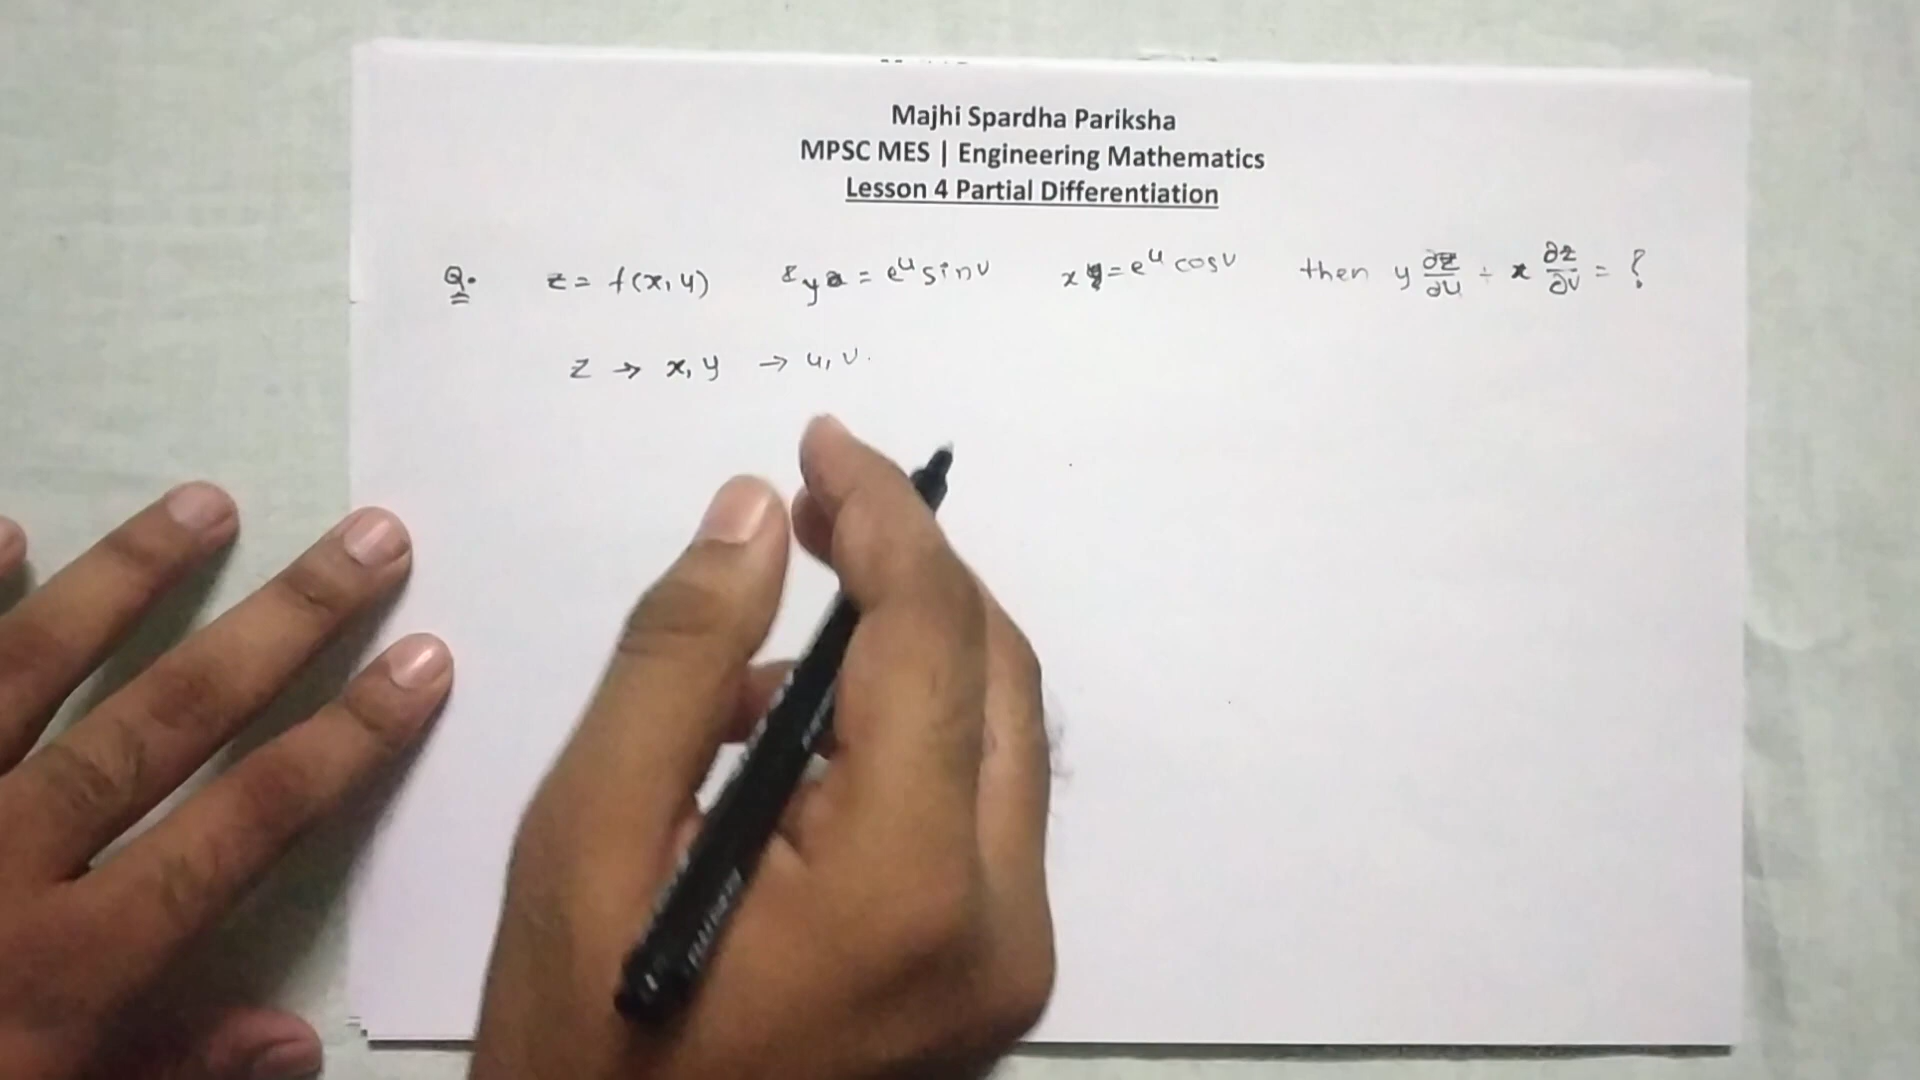 Majhi Spardha Pariksha
MPSC MES | Engineering Mathematics
Lesson 4 Partial Differentiation
Q. z = f(x, y) y = e^u sin v x = e^u cos v then y ∂z/∂u + x ∂z/∂v = ?
z → x, y → u, v.